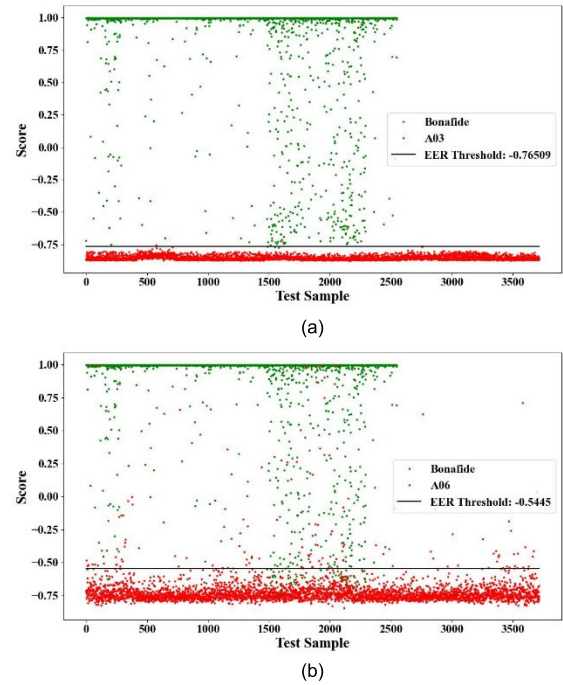 1.00
0.75
0.50
0.25
0.00
−0.25
−0.50
−0.75
Score
Bonafide
A03
EER Threshold: -0.76509
0 500 1000 1500 2000 2500 3000 3500
Test Sample
(a)
1.00
0.75
0.50
0.25
0.00
−0.25
−0.50
−0.75
Score
Bonafide
A06
EER Threshold: -0.5445
0 500 1000 1500 2000 2500 3000 3500
Test Sample
(b)